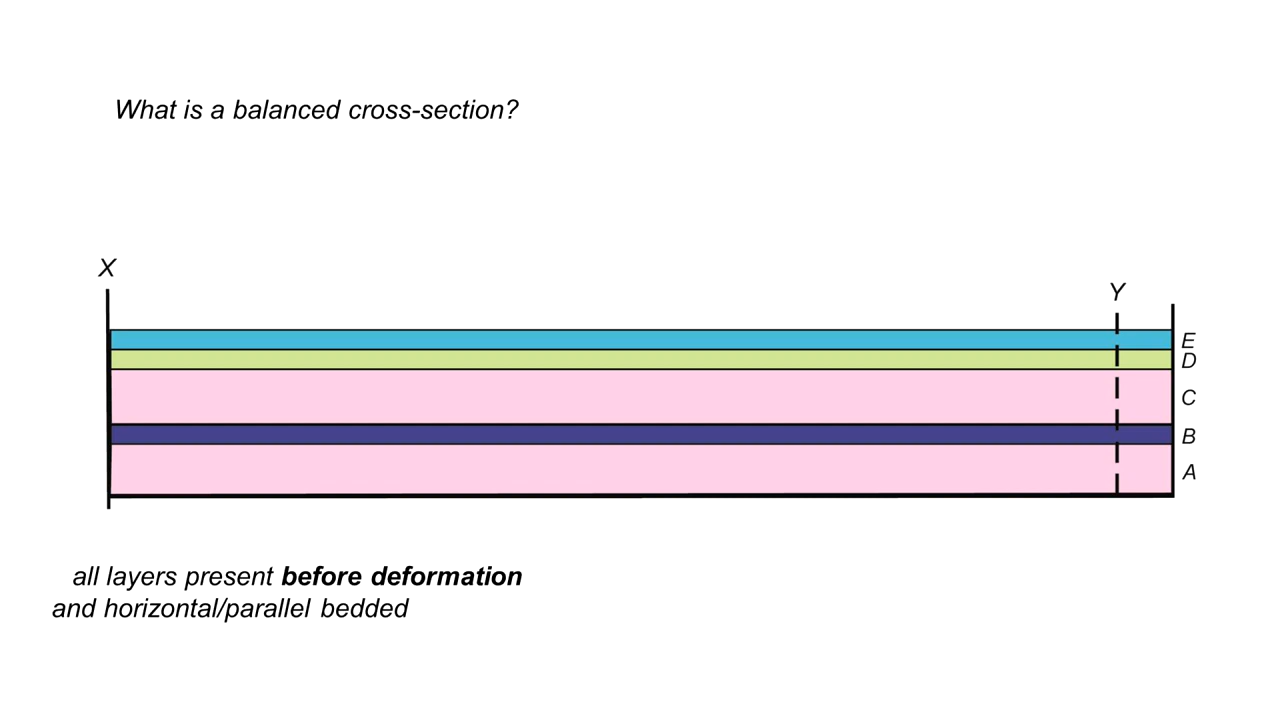 What is a balanced cross-section?
X
Y
E
D
C
B
A
all layers present before deformation
and horizontal/parallel bedded